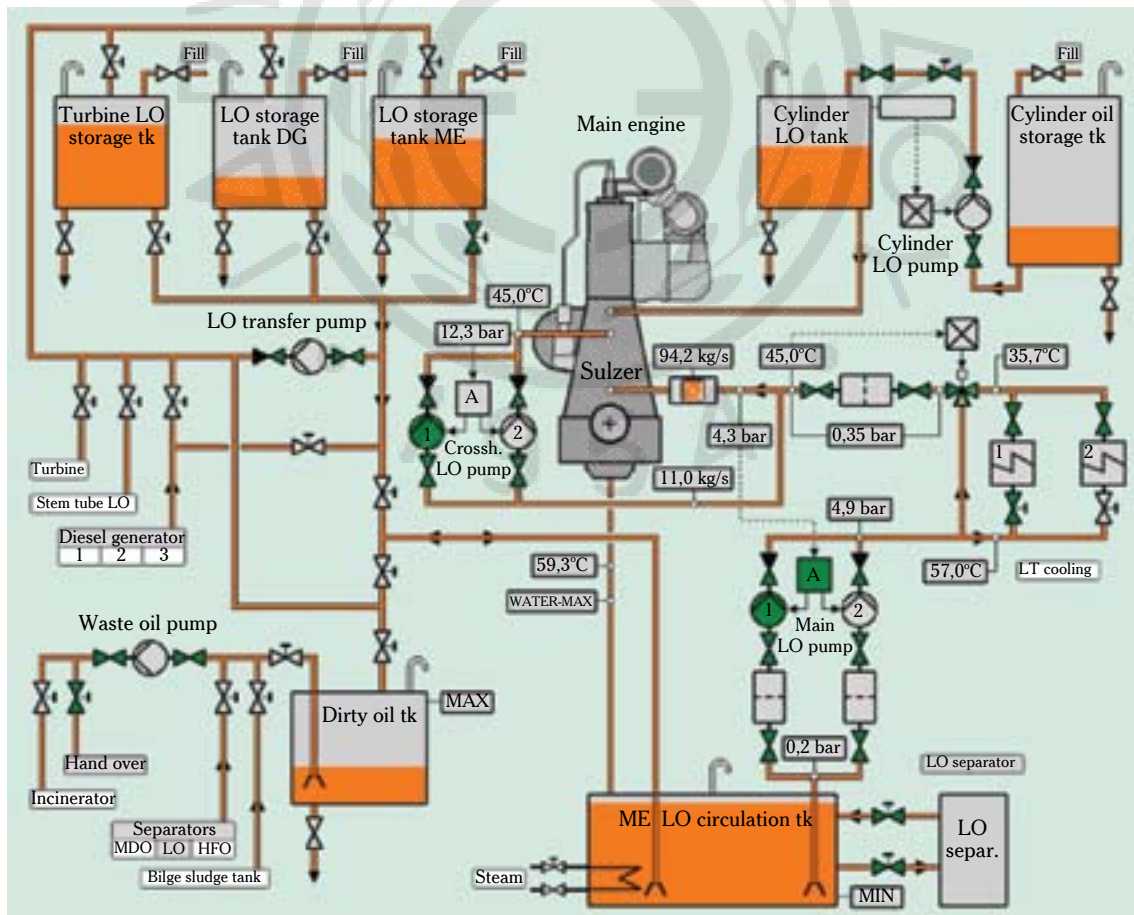 Fill
Fill
Fill
Fill
Turbine LO
storage tk
LO storage
tank DG
LO storage
tank ME
Main engine
Cylinder
LO tank
Cylinder oil
storage tk
Cylinder
LO pump
LO transfer pump
45,0°C
12,3 bar
Sulzer
94,2 kg/s
45,0°C
35,7°C
A
1
2
Crossh.
LO pump
4,3 bar
0,35 bar
1
2
Turbine
11,0 kg/s
Stem tube LO
4,9 bar
Diesel generator
1 2 3
59,3°C
A
57,0°C
LT cooling
WATER-MAX
1
2
Main
LO pump
Waste oil pump
Dirty oil tk
MAX
Hand over
0,2 bar
LO separator
Incinerator
Separators
MDO LO HFO
ME LO circulation tk
LO
separ.
Bilge sludge tank
Steam
MIN